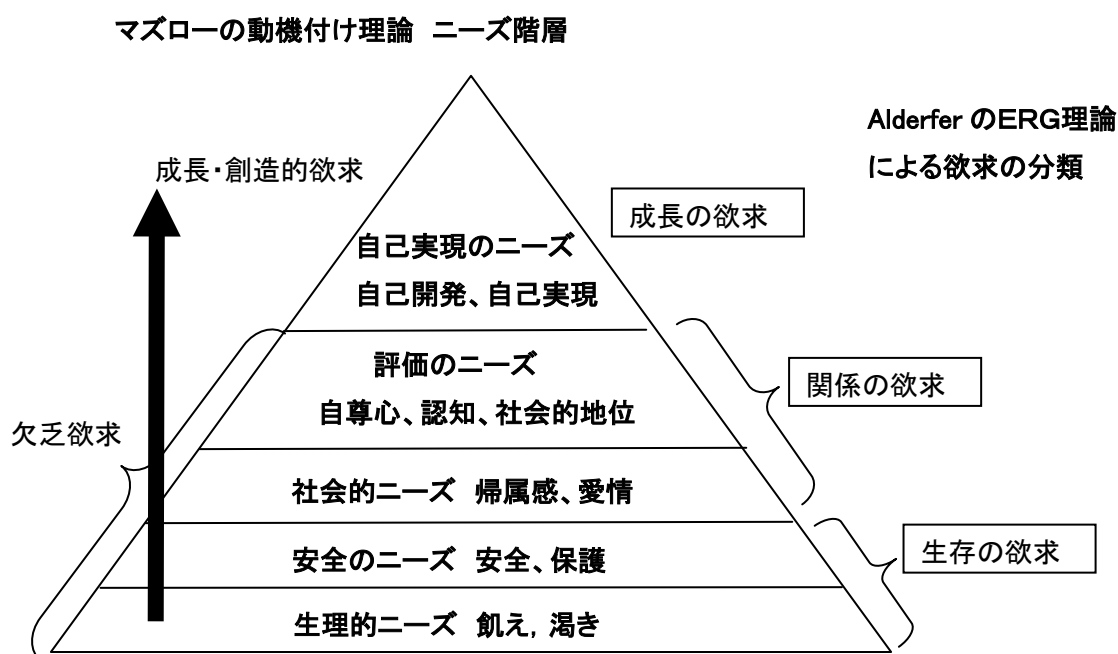 マズローの動機付け理論 ニーズ階層
Alderfer のERG理論
による欲求の分類
成長・創造的欲求
成長の欲求
自己実現のニーズ
自己開発、自己実現
評価のニーズ
関係の欲求
自尊心、認知、社会的地位
欠乏欲求
社会的ニーズ 帰属感、愛情
安全のニーズ 安全、保護
生存の欲求
生理的ニーズ 飢え, 渇き